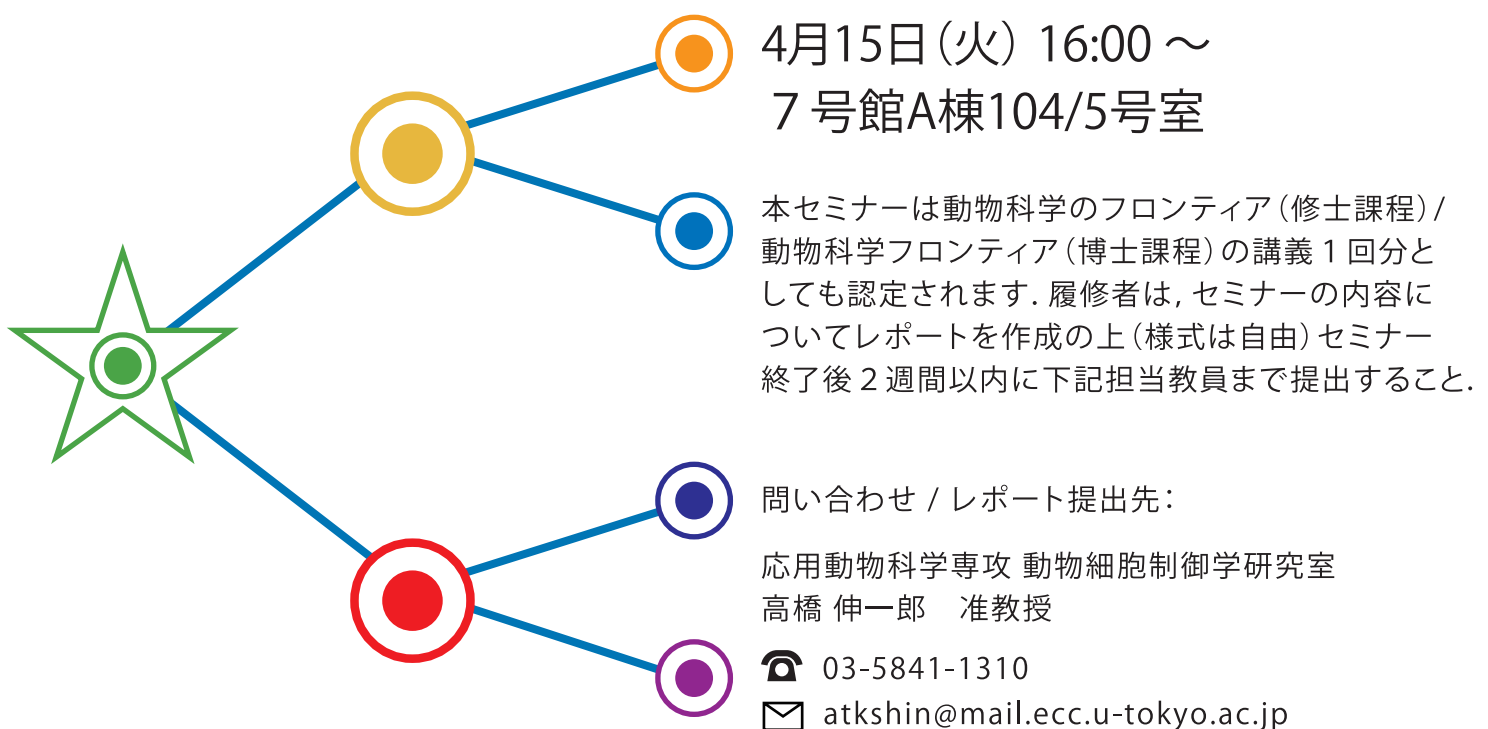 4月15日（火） 16:00 ～
７号館A棟104/5号室
本セミナーは動物科学のフロンティア（修士課程）/
動物科学フロンティア（博士課程）の講義１回分と
しても認定されます. 履修者は, セミナーの内容に
ついてレポートを作成の上（様式は自由）セミナー
終了後２週間以内に下記担当教員まで提出すること.
問い合わせ / レポート提出先：
応用動物科学専攻 動物細胞制御学研究室
高橋 伸一郎　准教授
03-5841-1310
atkshin@mail.ecc.u-tokyo.ac.jp